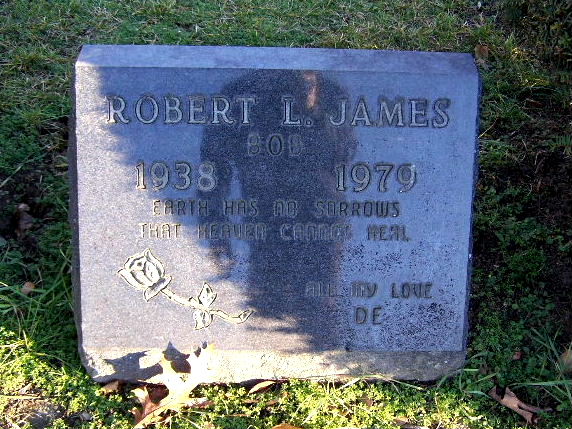 ROBERT L. JAMES
BOB
1938 1979
EARTH HAS NO SORROWS
THAT HEAVEN CANNOT HEAL
ALL MY LOVE
DE